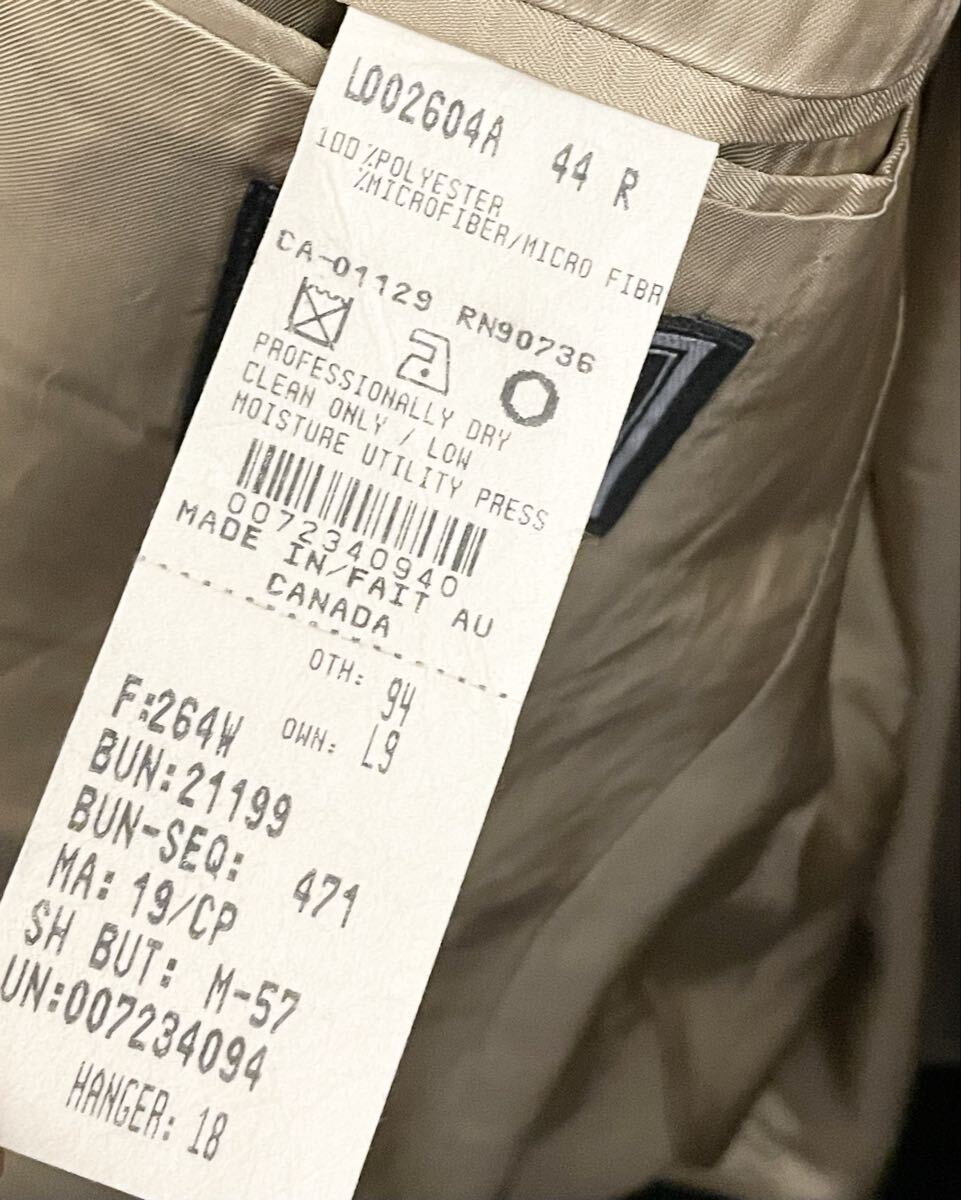 L002604A 44 R
100%POLYESTER
%MICROFIBER/MICRO FIBR
CA-01129 RN90736
PROFESSIONALLY DRY
CLEAN ONLY / LOW
MOISTURE UTILITY PRESS
0072340940
MADE IN/FAIT AU
CANADA
OTH: 94
F:264W OWN: L9
BUN:21199
BUN-SEQ: 471
MA: 19/CP
SH BUT: M-57
UN:007234094
HANGER: 18